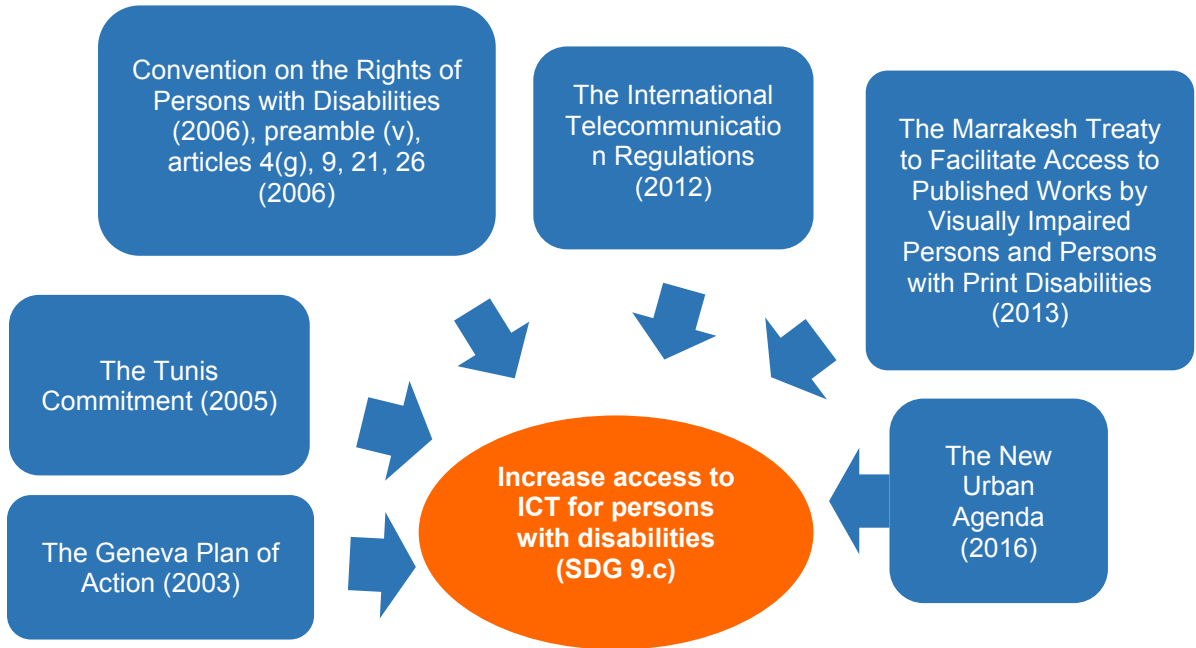 Convention on the Rights of
Persons with Disabilities
(2006), preamble (v),
articles 4(g), 9, 21, 26
(2006)
The International
Telecommunicatio
n Regulations
(2012)
The Marrakesh Treaty
to Facilitate Access to
Published Works by
Visually Impaired
Persons and Persons
with Print Disabilities
(2013)
The Tunis
Commitment (2005)
The Geneva Plan of
Action (2003)
Increase access to
ICT for persons
with disabilities
(SDG 9.c)
The New
Urban
Agenda
(2016)